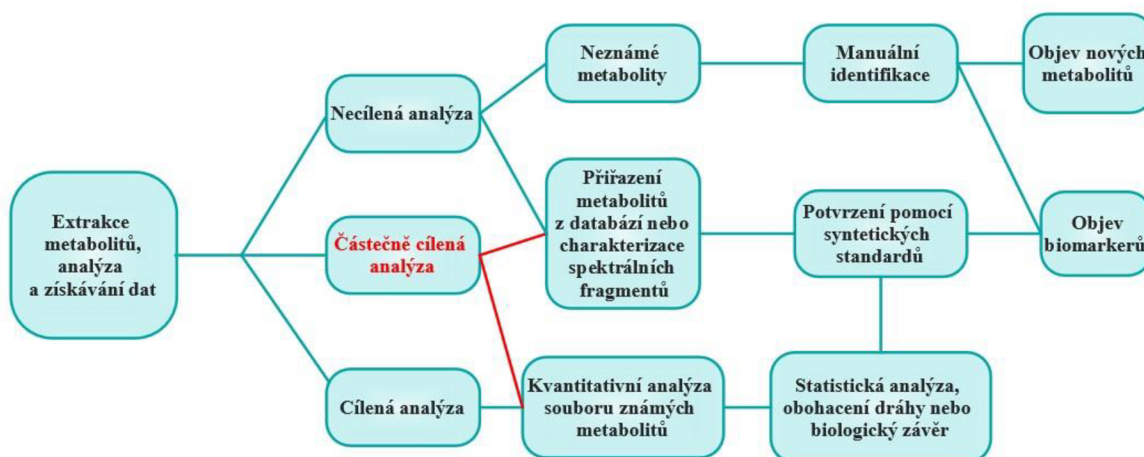 Extrakce
metabolitů,
analýza
a získávání dat
Necílená analýza
Částečně cílená
analýza
Cílená analýza
Neznámé
metabolity
Přiřazení
metabolitů
z databází nebo
charakterizace
spektrálních
fragmentů
Kvantitativní analýza
souboru známých
metabolitů
Manuální
identifikace
Potvrzení pomocí
syntetických
standardů
Statistická analýza,
obohacení dráhy nebo
biologický závěr
Objev nových
metabolitů
Objev
biomarkerů